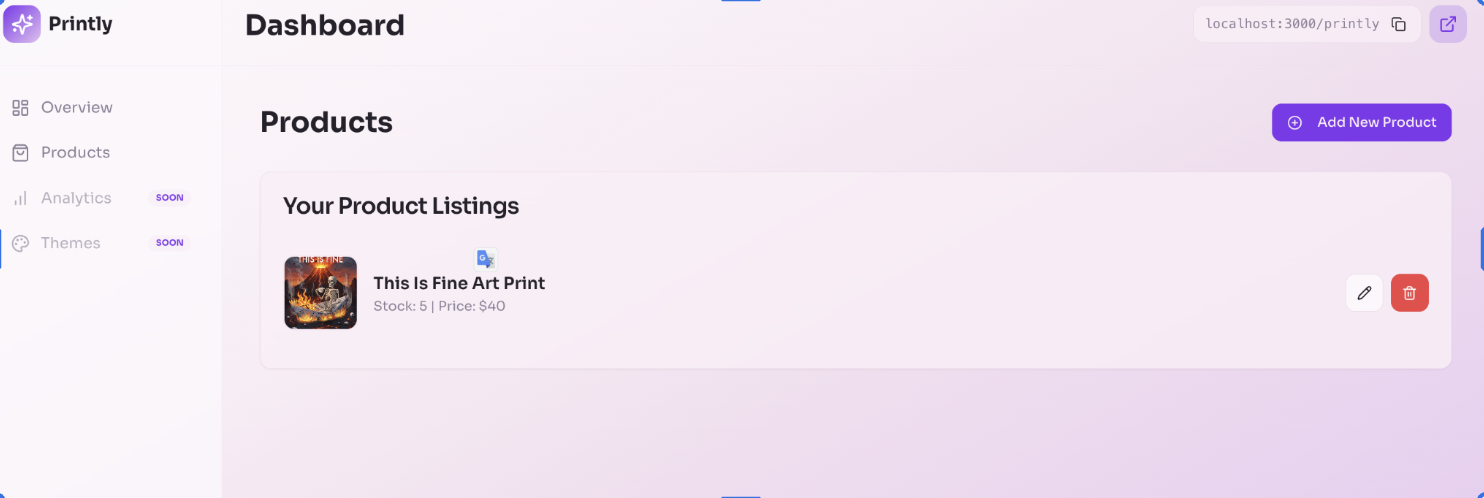 Printly
Dashboard
localhost:3000/printly
Overview
Products
Analytics SOON
Themes SOON
Products
Add New Product
Your Product Listings
THIS IS FINE
This Is Fine Art Print
Stock: 5 | Price: $40